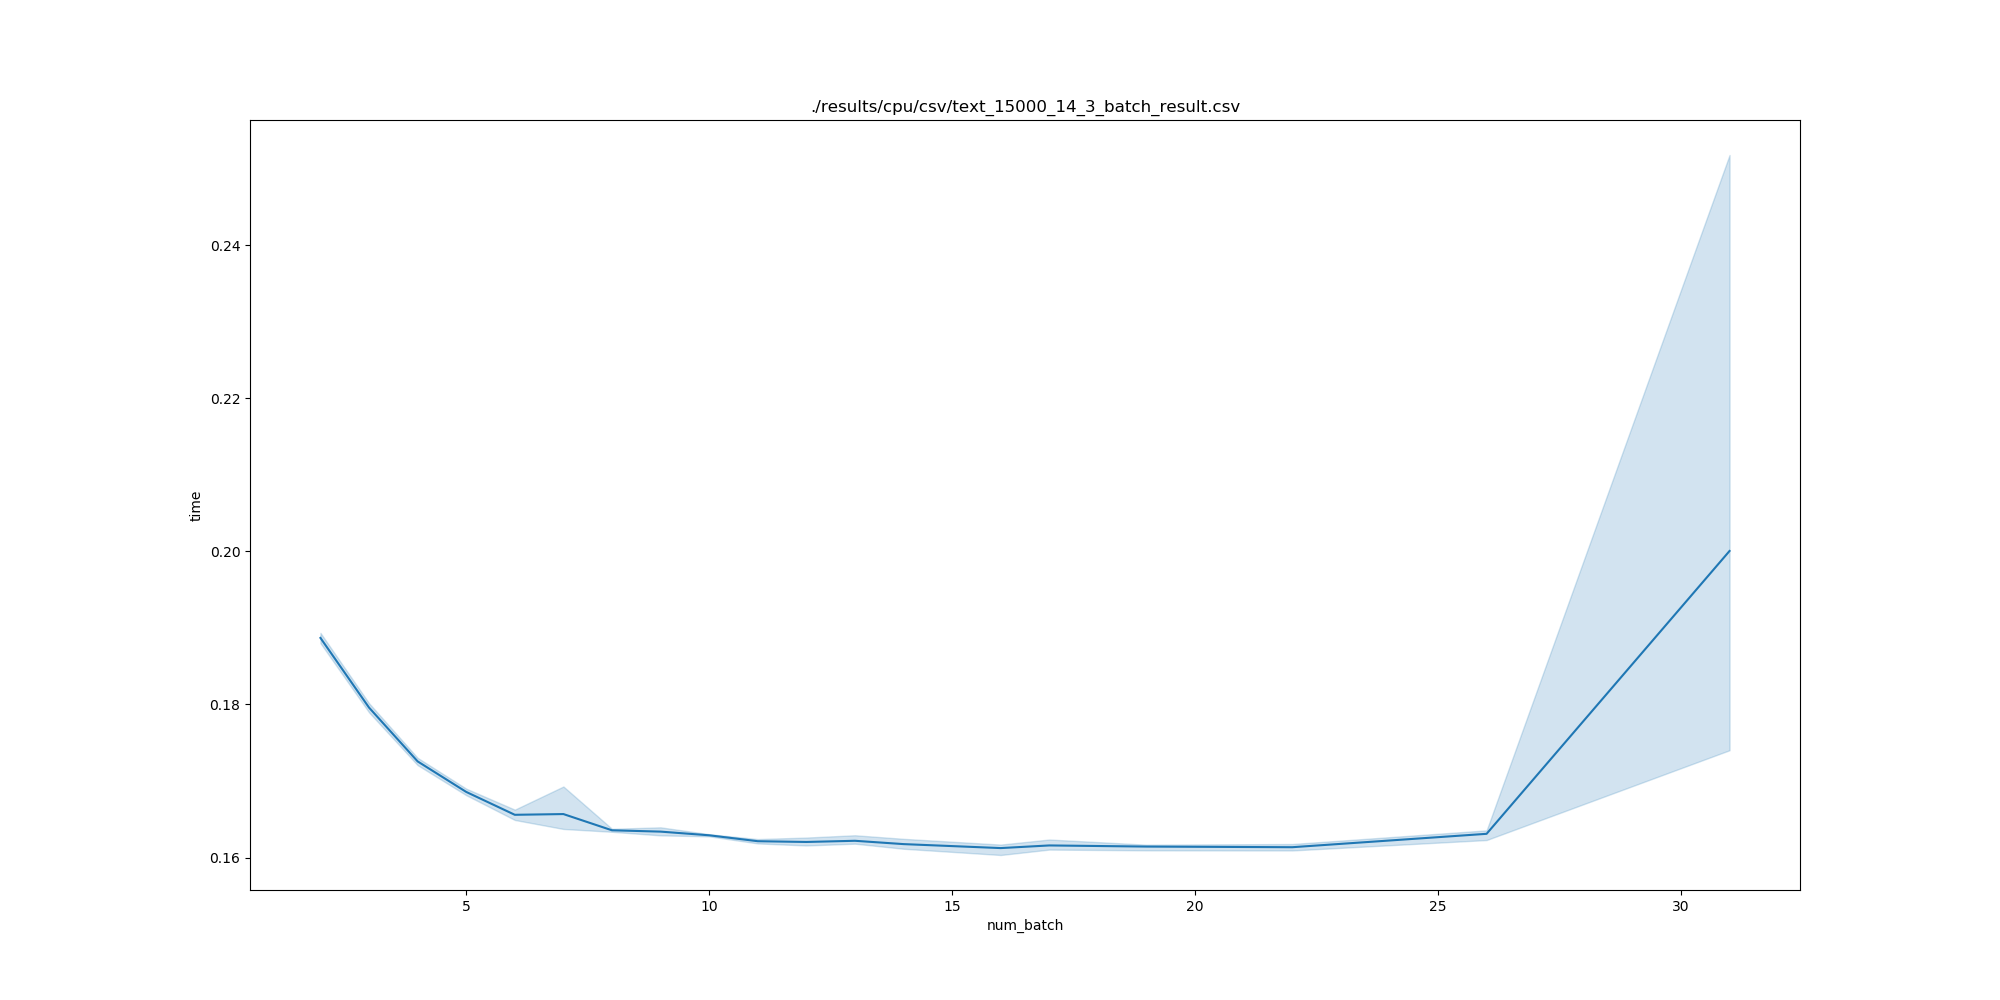 ./results/cpu/csv/text_15000_14_3_batch_result.csv
0.24
0.22
0.20
0.18
0.16
time
5 10 15 20 25 30
num_batch